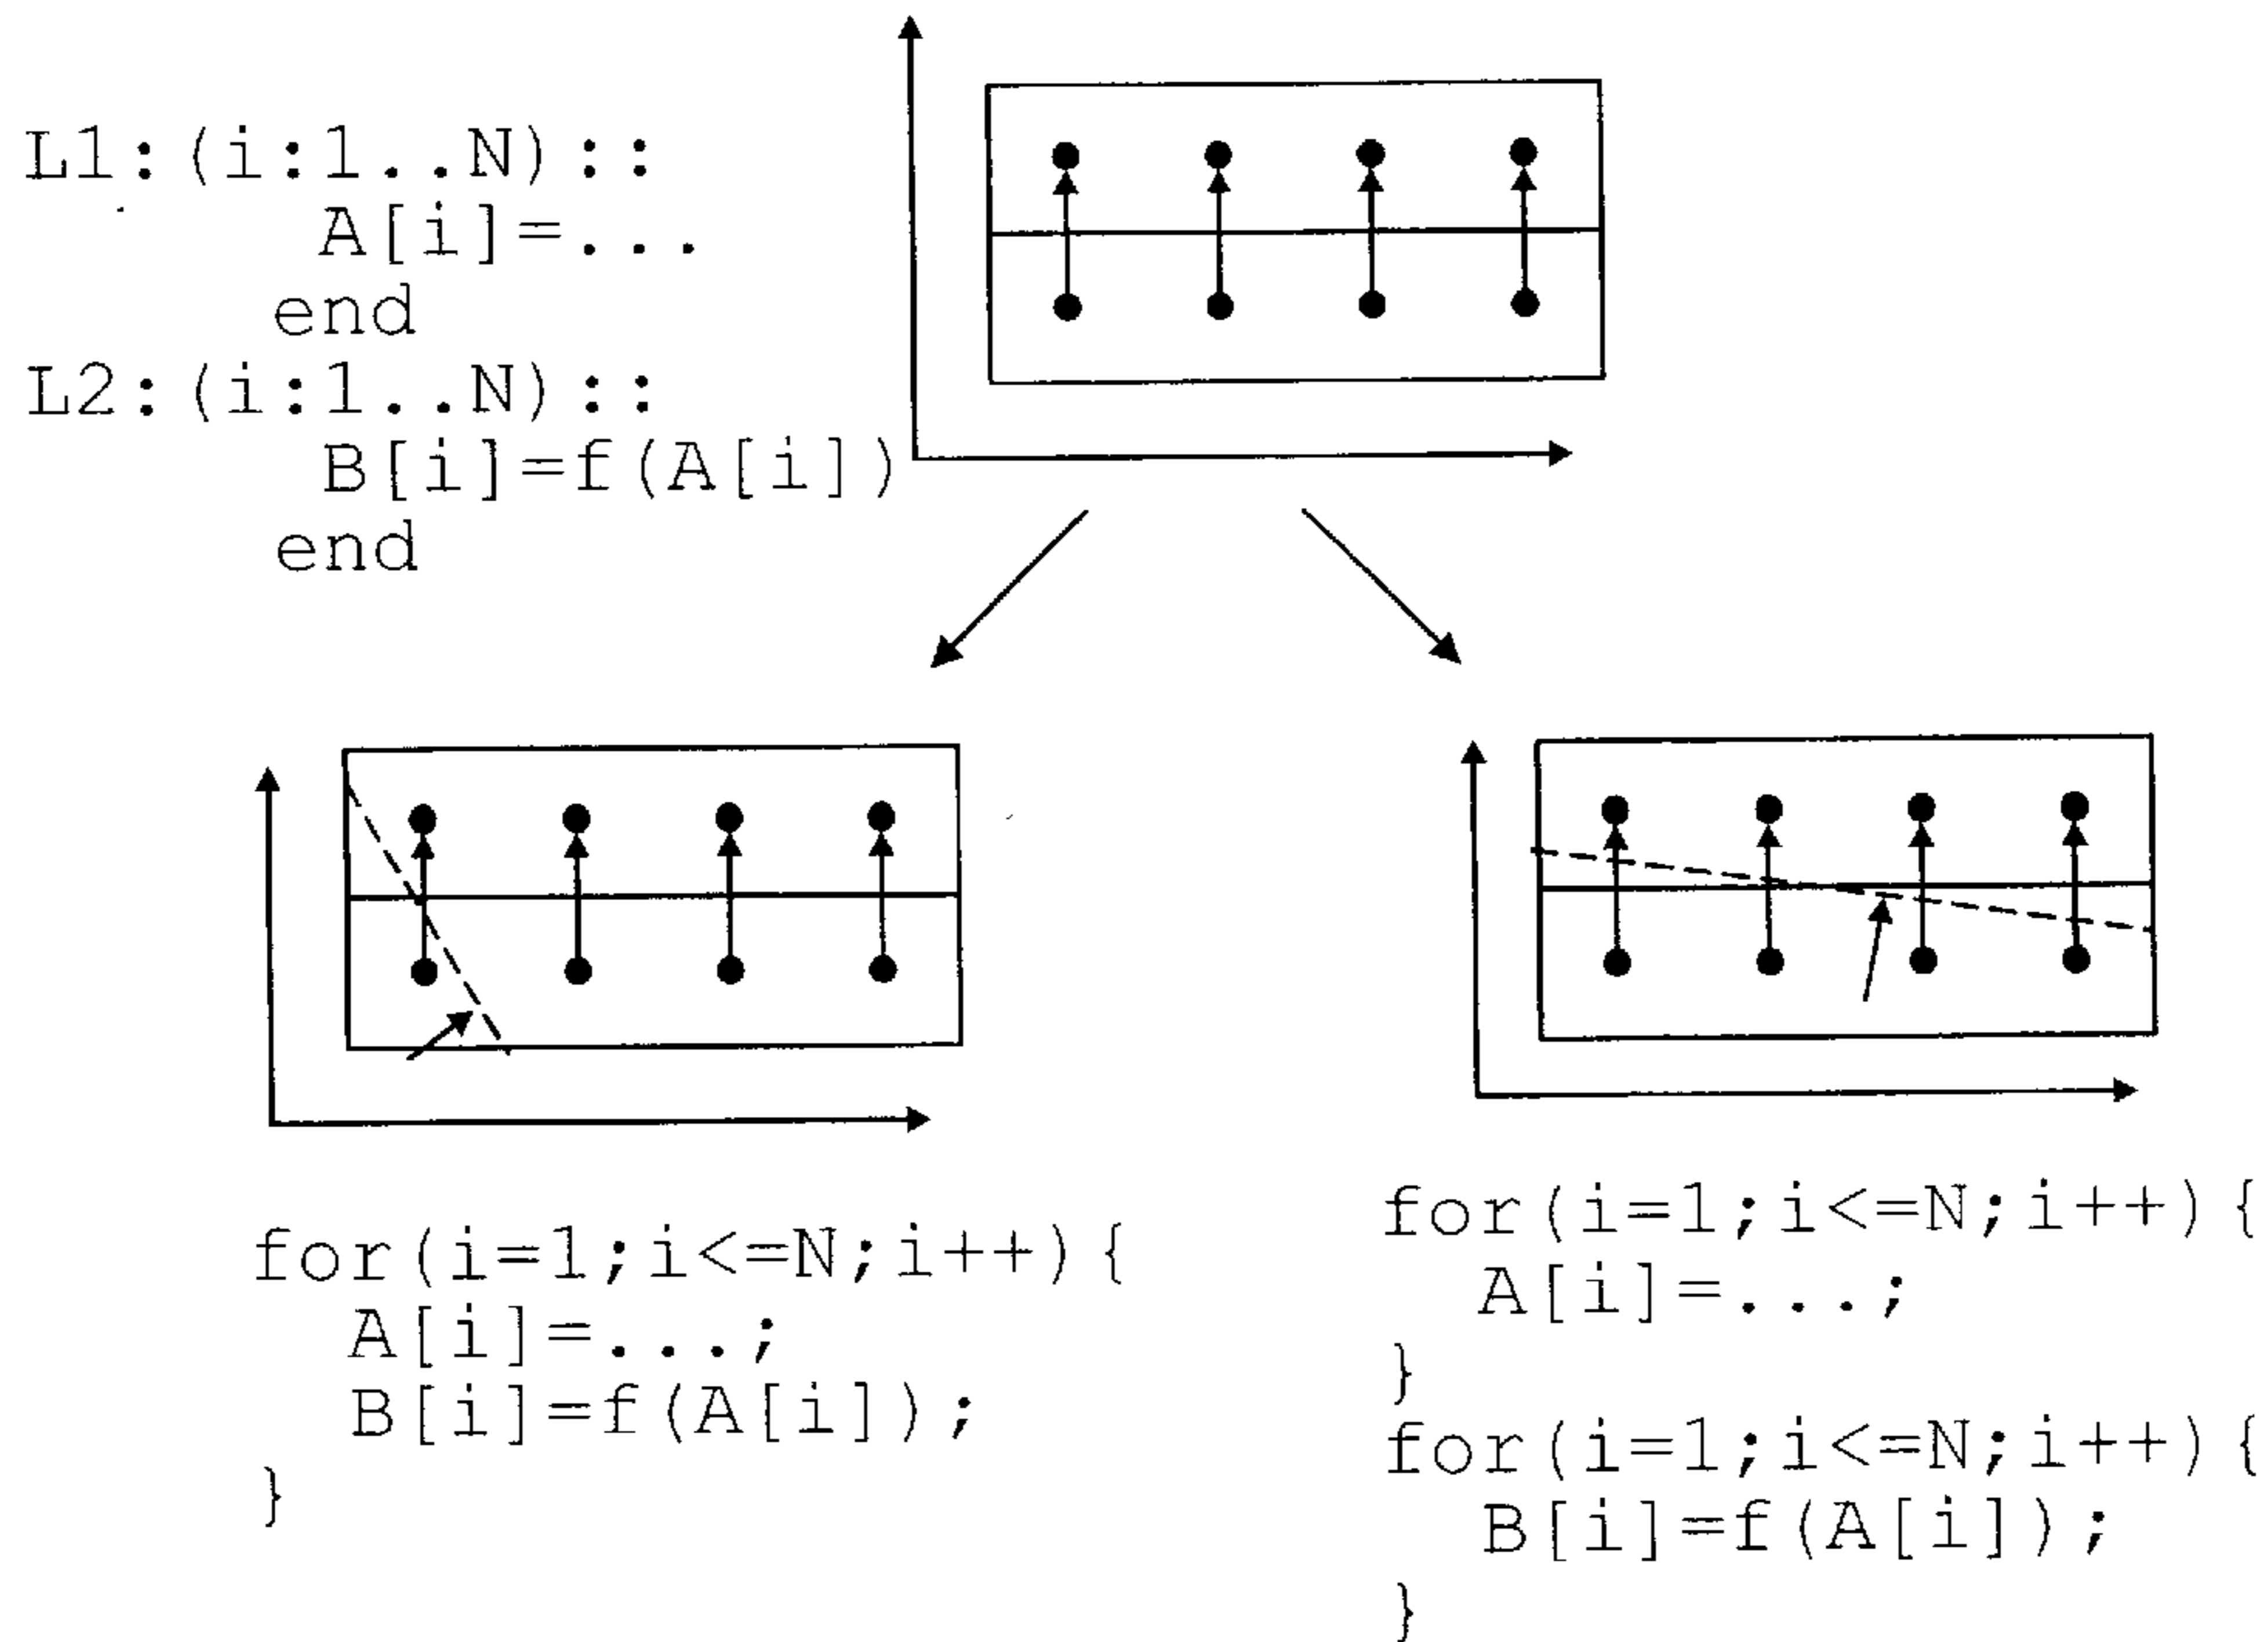 L1:(i:1..N)::
A[i]=...
end
L2:(i:1..N)::
B[i]=f(A[i])
end
for(i=1;i<=N;i++){
A[i]=...;
B[i]=f(A[i]);
}
for(i=1;i<=N;i++){
A[i]=...;
}
for(i=1;i<=N;i++){
B[i]=f(A[i]);
}